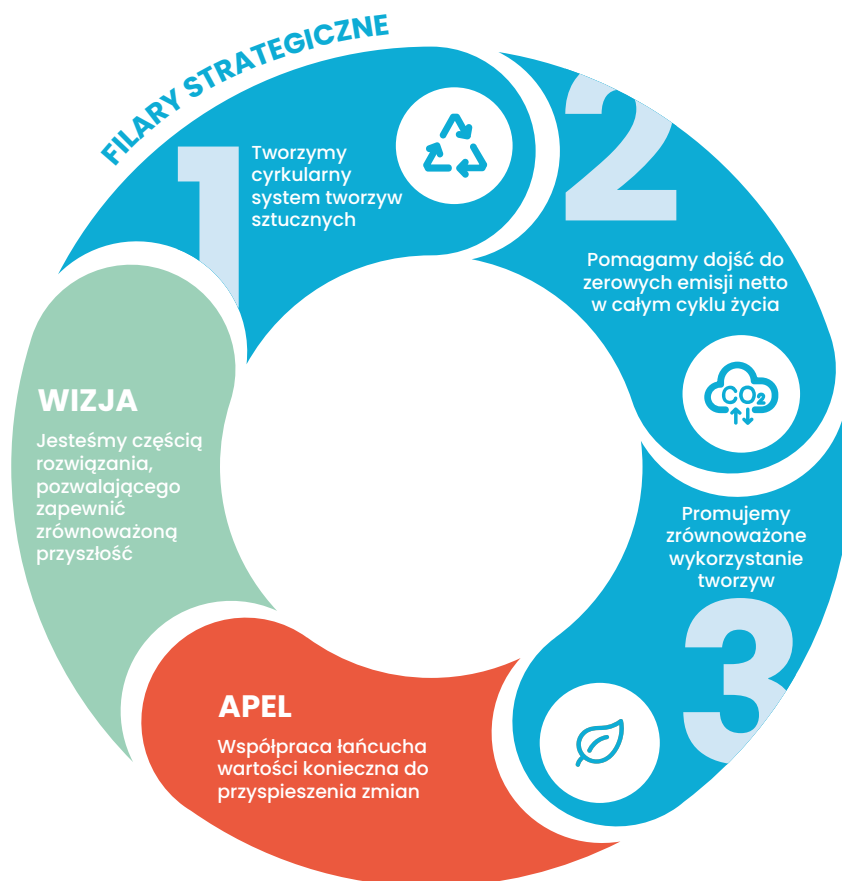 FILARY STRATEGICZNE
1
Tworzymy
cyrkularny
system tworzyw
sztucznych
2
Pomagamy dojść do
zerowych emisji netto
w całym cyklu życia
CO₂
Promujemy
zrównoważone
wykorzystanie
tworzyw
3
APEL
Współpraca łańcucha
wartości konieczna do
przyspieszenia zmian
WIZJA
Jesteśmy częścią
rozwiązania,
pozwalającego
zapewnić
zrównoważoną
przyszłość